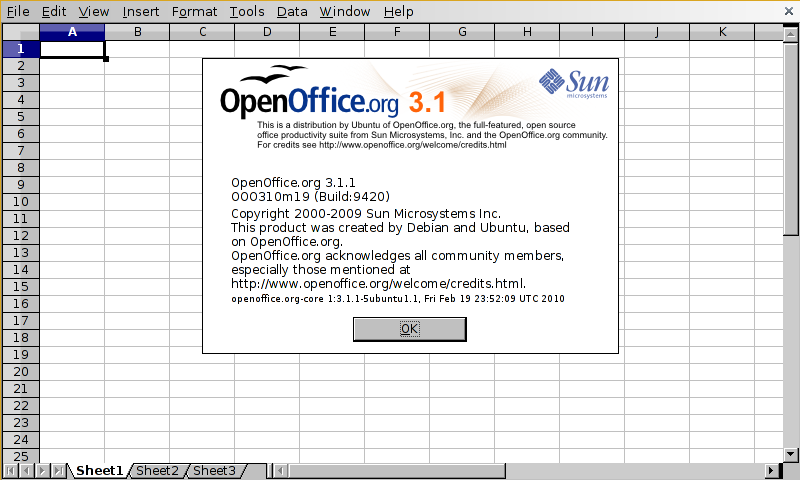 File Edit View Insert Format Tools Data Window Help
A B C D E F G H I J K
1
2
3
4
5
6
7
8
9
10
11
12
13
14
15
16
17
18
19
20
21
22
23
24
25
OpenOffice.org 3.1
Sun
microsystems
This is a distribution by Ubuntu of OpenOffice.org, the full-featured, open source
office productivity suite from Sun Microsystems, Inc. and the OpenOffice.org community.
For credits see http://www.openoffice.org/welcome/credits.html
OpenOffice.org 3.1.1
OOO310m19 (Build:9420)
Copyright 2000-2009 Sun Microsystems Inc.
This product was created by Debian and Ubuntu, based
on OpenOffice.org.
OpenOffice.org acknowledges all community members,
especially those mentioned at
http://www.openoffice.org/welcome/credits.html.
openoffice.org-core 1:3.1.1-5ubuntu1.1, Fri Feb 19 23:52:09 UTC 2010
OK
Sheet1 Sheet2 Sheet3